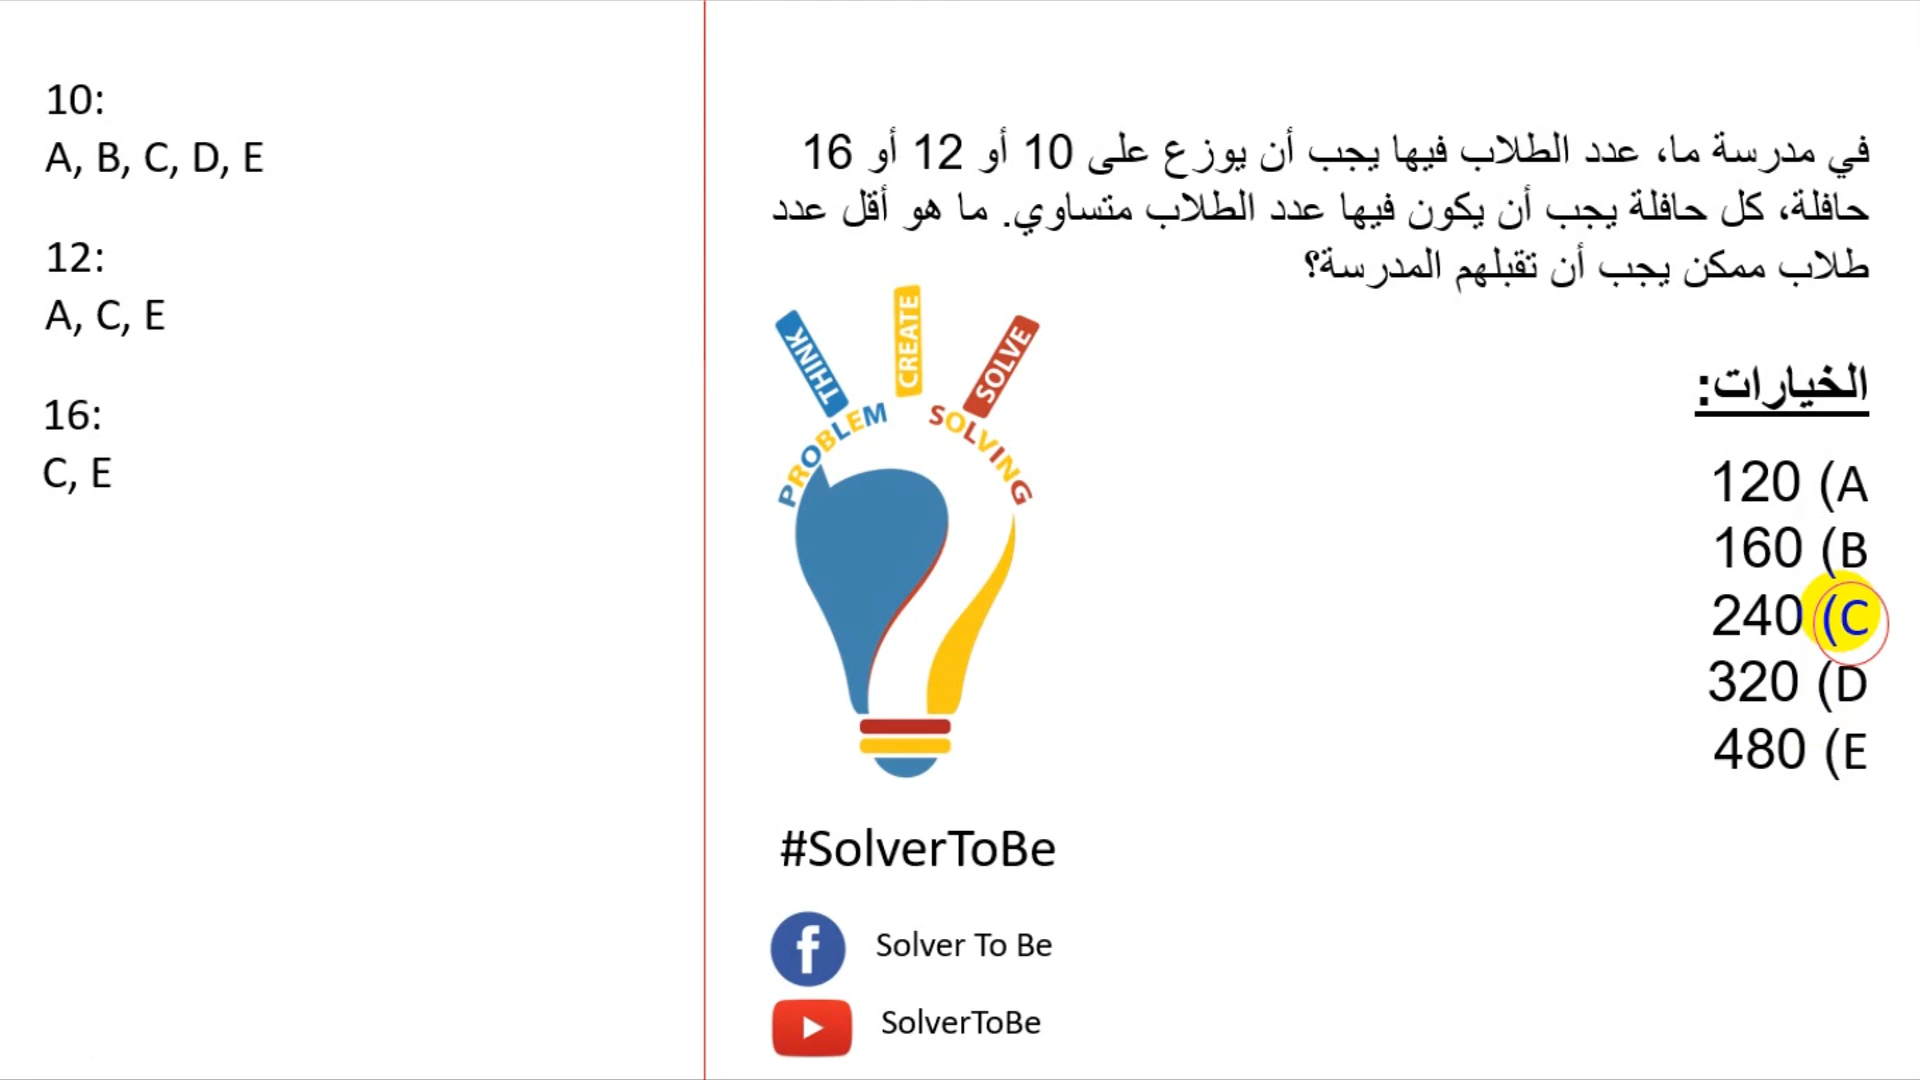 10:
A, B, C, D, E
12:
A, C, E
16:
C, E
في مدرسة ما، عدد الطلاب فيها يجب أن يوزع على 10 أو 12 أو 16
حافلة، كل حافلة يجب أن يكون فيها عدد الطلاب متساوي. ما هو أقل عدد
طلاب ممكن يجب أن تقبلهم المدرسة؟
THINK
CREATE
SOLVE
PROBLEM SOLVING
الخيارات:
A) 120
B) 160
C) 240
D) 320
E) 480
#SolverToBe
f
Solver To Be
SolverToBe